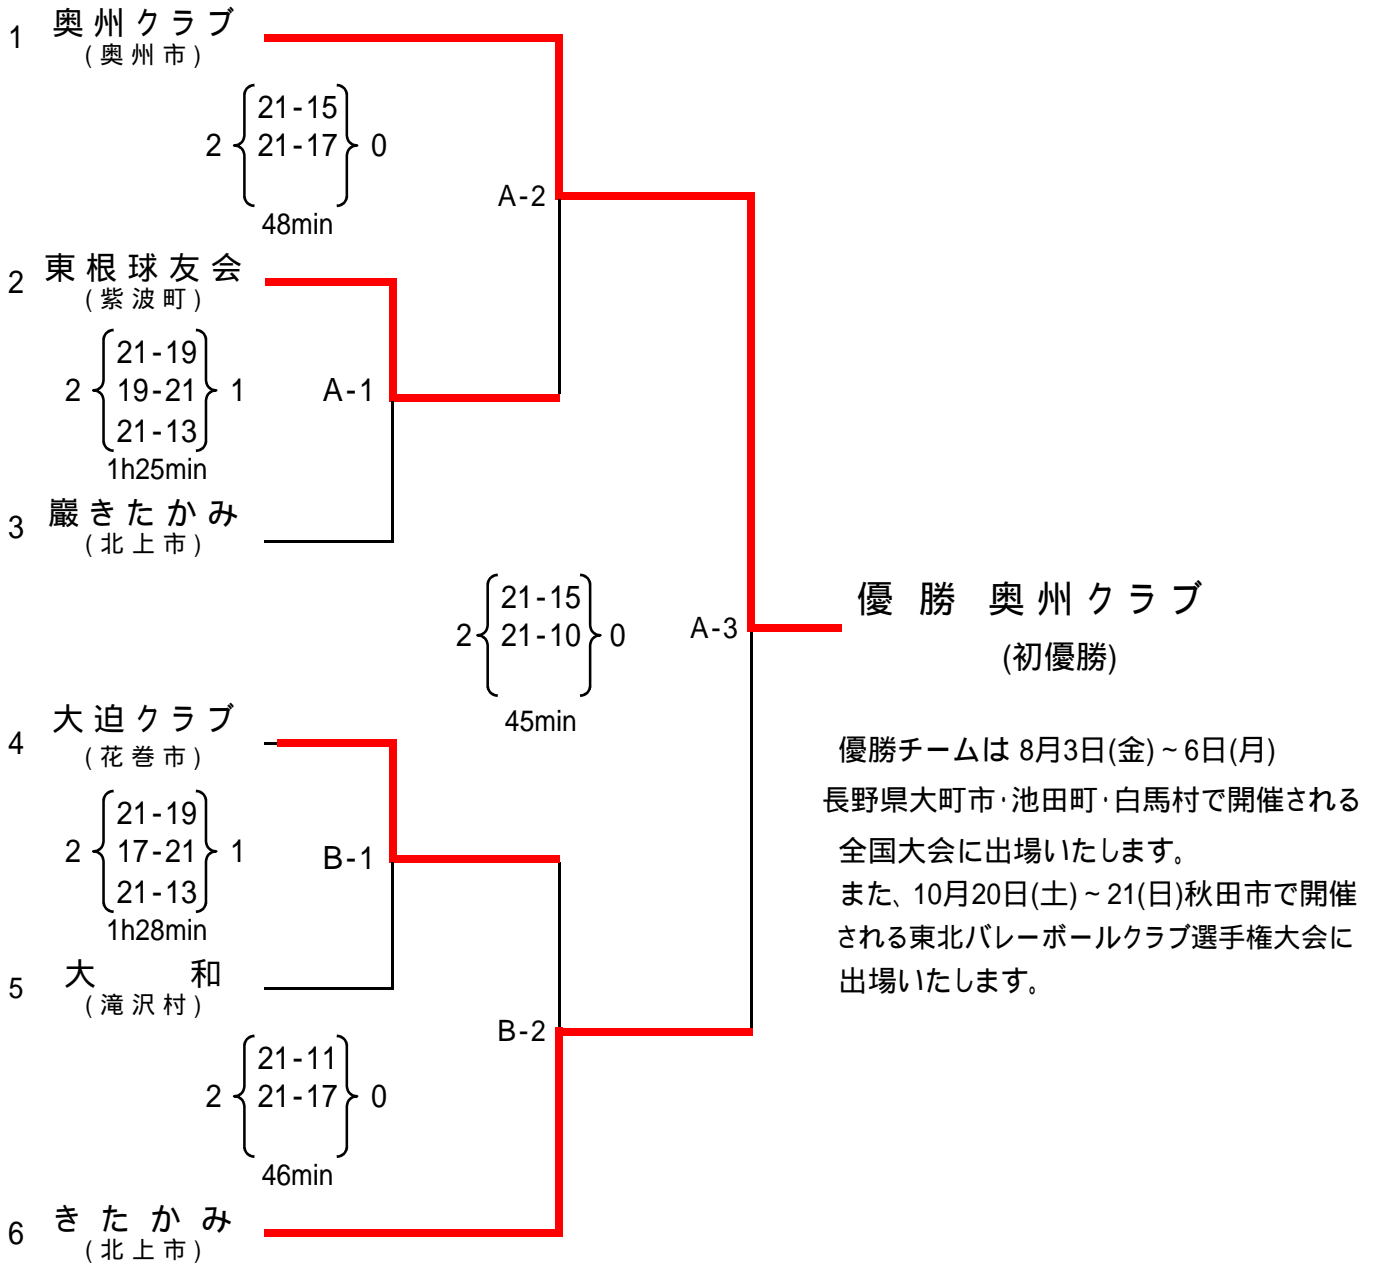 1 奥州クラブ
(奥州市)
21-15
2 21-17 0
48min
A-2
2 東根球友会
(紫波町)
21-19
2 19-21 1
21-13
1h25min
A-1
3 巖きたかみ
(北上市)
21-15
2 21-10 0
45min
A-3
優勝 奥州クラブ
(初優勝)
4 大迫クラブ
(花巻市)
21-19
2 17-21 1
21-13
1h28min
B-1
5 大和
(滝沢村)
B-2
21-11
2 21-17 0
46min
6 きたかみ
(北上市)
優勝チームは 8月3日(金)~6日(月)
長野県大町市・池田町・白馬村で開催される
全国大会に出場いたします。
また、10月20日(土)~21(日)秋田市で開催
される東北バレーボールクラブ選手権大会に
出場いたします。